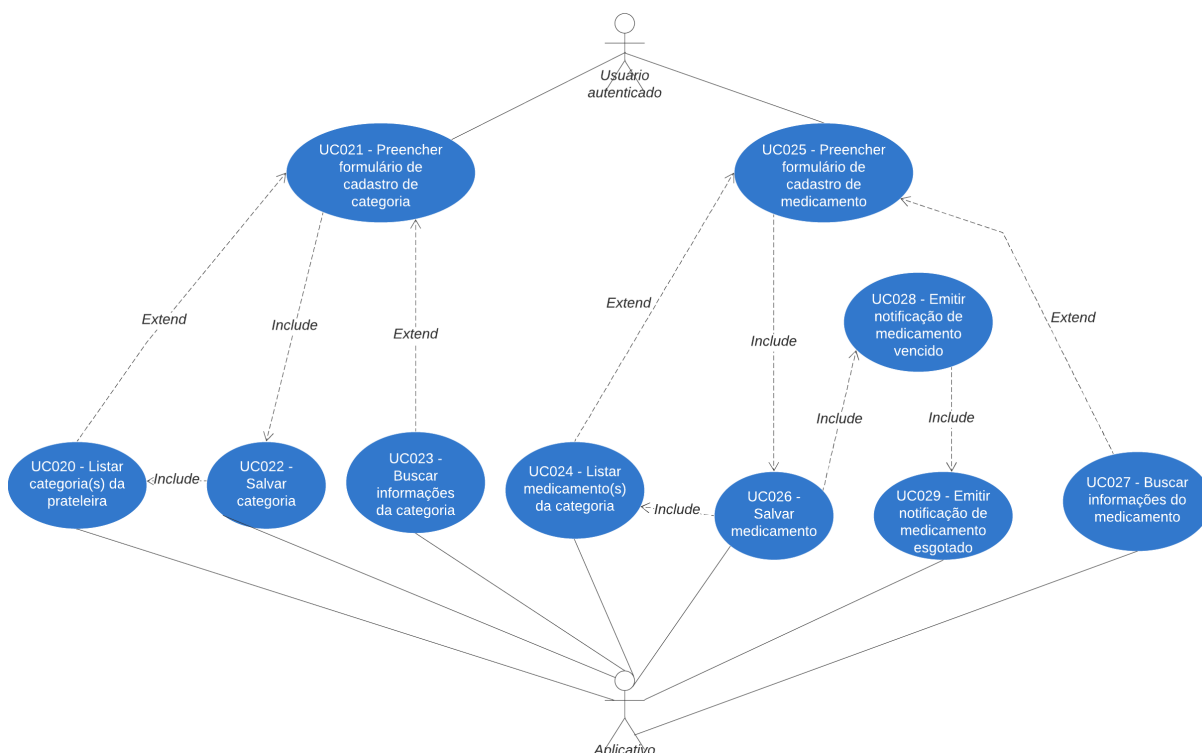 Usuário
autenticado
UC021 - Preencher
formulário de
cadastro de
categoria
UC025 - Preencher
formulário de
cadastro de
medicamento
UC028 - Emitir
notificação de
medicamento
vencido
Extend
Include
Extend
Extend
Include
Extend
Include
Include
UC020 - Listar
categoria(s) da
prateleira
Include
UC022 -
Salvar
categoria
UC023 -
Buscar
informações
da categoria
UC024 - Listar
medicamento(s)
da categoria
Include
UC026 -
Salvar
medicamento
UC029 - Emitir
notificação de
medicamento
esgotado
UC027 - Buscar
informações do
medicamento
Aplicativo